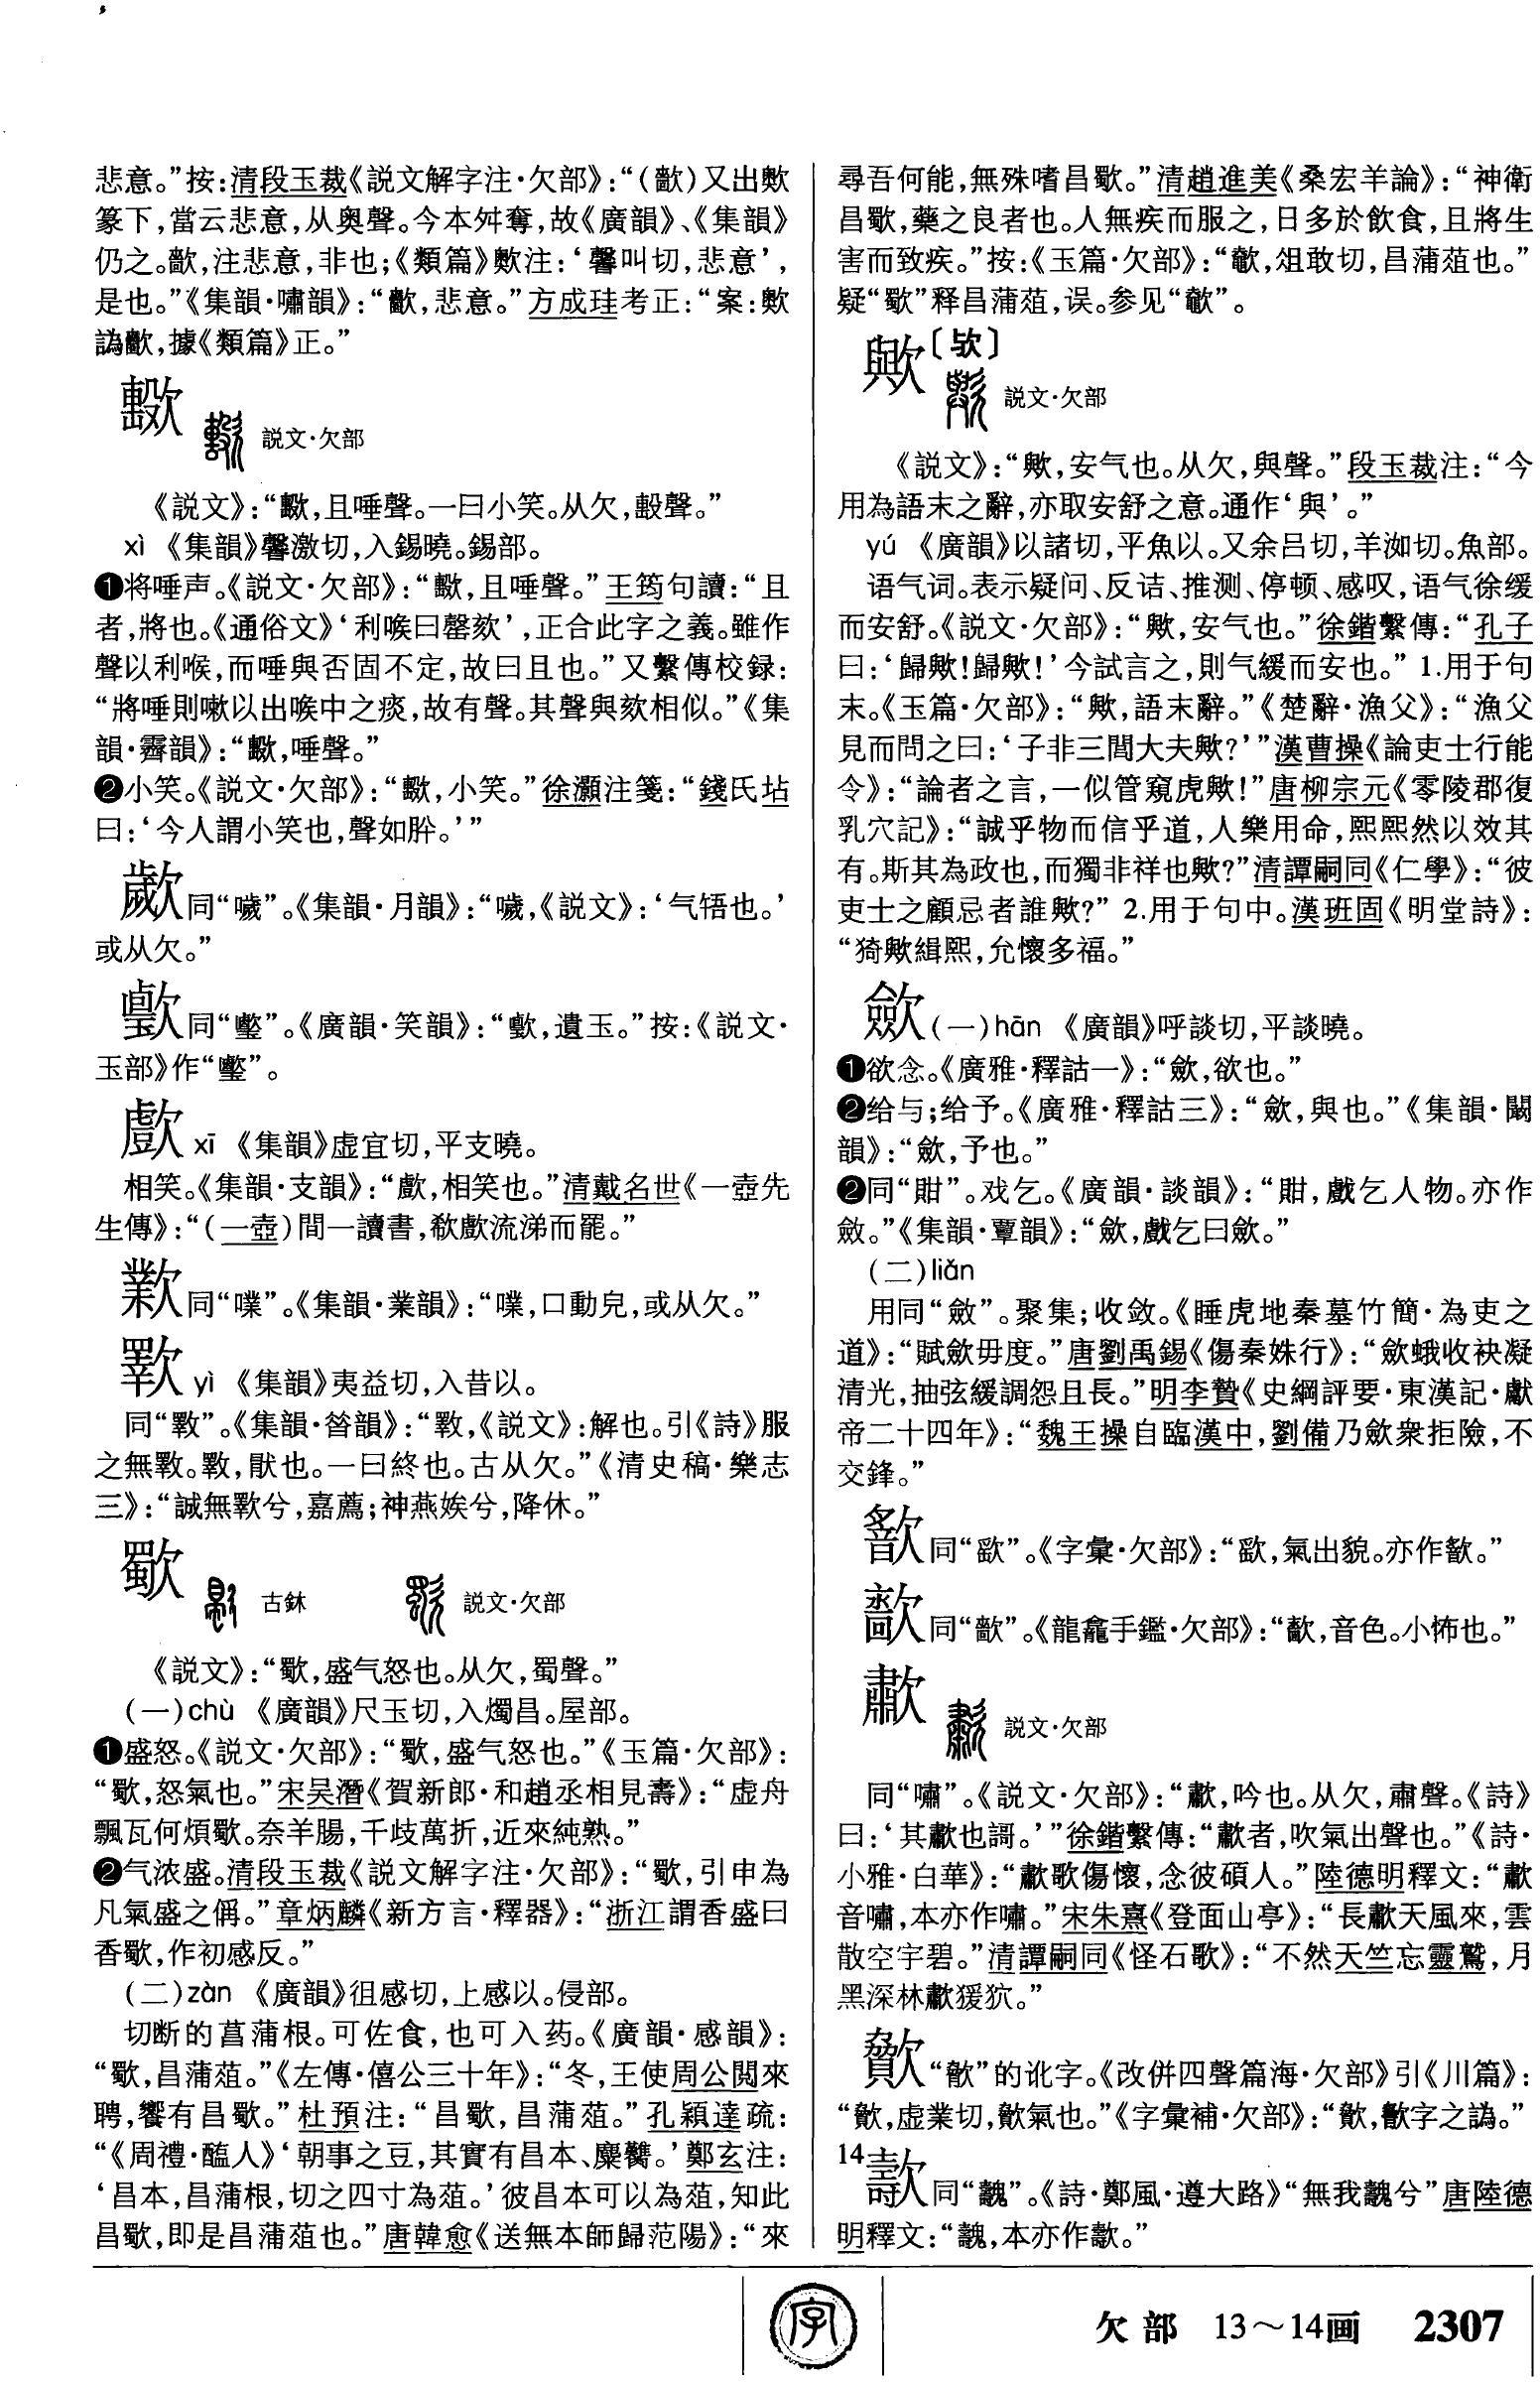 悲意。”按:清段玉裁《説文解字注·欠部》:“(歗)又出歍
篆下,當云悲意,从奥聲。今本舛奪,故《廣韻》、《集韻》
仍之。歗,注悲意,非也;《類篇》注:‘馨叫切,悲意’,
是也。”《集韻·嘯韻》:“,悲意。”方成珪考正:“案:
譌,據《類篇》正。”
説文·欠部
《説文》:“,且唾聲。一曰小笑。从欠,毄聲。”
xì 《集韻》馨激切,入錫曉。錫部。
❶将唾声。《説文·欠部》:“,且唾聲。”王筠句讀:“且
者,將也。《通俗文》‘利喉曰謦欬’,正合此字之義。雖作
聲以利喉,而唾與否固不定,故曰且也。”又繫傳校録:
“將唾則嗽以出喉中之痰,故有聲。其聲與欬相似。”《集
韻·霽韻》:“,唾聲。”
❷小笑。《説文·欠部》:“,小笑。”徐灝注箋:“錢氏坫
曰:‘今人謂小笑也,聲如肸。’”
同“噦”。《集韻·月韻》:“噦,《説文》:‘气啎也。’
或从欠。”
同“”。《廣韻·笑韻》:“,遺玉。”按:《説文·
玉部》作“”。
歔 xī 《集韻》虚宜切,平支曉。
相笑。《集韻·支韻》:“,相笑也。”清戴名世《一壺先
生傳》:“(一壺)間一讀書,欷流涕而罷。”
同“㗼”。《集韻·業韻》:“㗼,口動皃,或从欠。”
yì 《集韻》夷益切,入昔以。
同“斁”。《集韻·昔韻》:“斁,《説文》:解也。引《詩》服
之無斁。斁,猒也。一曰終也。古从欠。”《清史稿·樂志
三》:“誠無兮,嘉薦;神燕娭兮,降休。”
歜 古鉥 説文·欠部
《説文》:“歜,盛气怒也。从欠,蜀聲。”
(一)chù 《廣韻》尺玉切,入燭昌。屋部。
❶盛怒。《説文·欠部》:“歜,盛气怒也。”《玉篇·欠部》:
“歜,怒氣也。”宋吴潛《賀新郎·和趙丞相見壽》:“虚舟
飄瓦何煩歜。奈羊腸,千歧萬折,近來純熟。”
❷气浓盛。清段玉裁《説文解字注·欠部》:“歜,引申為
凡氣盛之偁。”章炳麟《新方言·釋器》:“浙江謂香盛曰
香歜,作初感反。”
(二)zàn 《廣韻》徂感切,上感以。侵部。
切断的菖蒲根。可佐食,也可入药。《廣韻·感韻》:
“歜,昌蒲葅。”《左傳·僖公三十年》:“冬,王使周公閲來
聘,饗有昌歜。”杜預注:“昌歜,昌蒲葅。”孔穎達疏:
“《周禮·醢人》‘朝事之豆,其實有昌本、麋臡。’鄭玄注:
‘昌本,昌蒲根,切之四寸為葅。’彼昌本可以為葅,知此
昌歜,即是昌蒲葅也。”唐韓愈《送無本師歸范陽》:“來
尋吾何能,無殊嗜昌歜。”清趙進美《桑宏羊論》:“神衛
昌歜,藥之良者也。人無疾而服之,日多於飲食,且將生
害而致疾。”按:《玉篇·欠部》:“,俎敢切,昌蒲葅也。”
疑“歜”释昌蒲葅,误。参见“”。
歟〔欤〕 説文·欠部
《説文》:“歟,安气也。从欠,與聲。”段玉裁注:“今
用為語末之辭,亦取安舒之意。通作‘與’。”
yú 《廣韻》以諸切,平魚以。又余吕切,羊洳切。魚部。
语气词。表示疑问、反诘、推测、停顿、感叹,语气徐缓
而安舒。《説文·欠部》:“歟,安气也。”徐鍇繫傳:“孔子
曰:‘歸歟!歸歟!’今試言之,則气緩而安也。” 1.用于句
末。《玉篇·欠部》:“歟,語末辭。”《楚辭·漁父》:“漁父
見而問之曰:‘子非三閭大夫歟?’”漢曹操《論吏士行能
令》:“論者之言,一似管窺虎歟!”唐柳宗元《零陵郡復
乳穴記》:“誠乎物而信乎道,人樂用命,熙熙然以效其
有。斯其為政也,而獨非祥也歟?”清譚嗣同《仁學》:“彼
吏士之顧忌者誰歟?” 2.用于句中。漢班固《明堂詩》:
“猗歟緝熙,允懷多福。”
歛(一)hān 《廣韻》呼談切,平談曉。
❶欲念。《廣雅·釋詁一》:“歛,欲也。”
❷给与;给予。《廣雅·釋詁三》:“歛,與也。”《集韻·闞
韻》:“歛,予也。”
❷同“㽎”。戏乞。《廣韻·談韻》:“,戲乞人物。亦作
歛。”《集韻·覃韻》:“歛,戲乞曰歛。”
(二)liǎn
用同“斂”。聚集;收敛。《睡虎地秦墓竹簡·為吏之
道》:“賦歛毋度。”唐劉禹錫《傷秦姝行》:“歛蛾收袂凝
清光,抽弦緩調怨且長。”明李贄《史綱評要·東漢記·獻
帝二十四年》:“魏王操自臨漢中,劉備乃歛衆拒險,不
交鋒。”
同“歆”。《字彙·欠部》:“,氣出貌。亦作。”
同“歗”。《龍龕手鑑·欠部》:“,音色。小怖也。”
歗 説文·欠部
同“嘯”。《説文·欠部》:“歗,吟也。从欠,肅聲。《詩》
曰:‘其歗也謌。’”徐鍇繫傳:“歗者,吹氣出聲也。”《詩·
小雅·白華》:“歗歌傷懷,念彼碩人。”陸德明釋文:“歗
音嘯,本亦作嘯。”宋朱熹《登面山亭》:“長歗天風來,雲
散空宇碧。”清譚嗣同《怪石歌》:“不然天竺忘靈鷲,月
黑深林歗猨狖。”
“”的讹字。《改併四聲篇海·欠部》引《川篇》:
“,虚業切,氣也。”《字彙補·欠部》:“,字之譌。”
14 同“魗”。《詩·鄭風·遵大路》“無我魗兮”唐陸德
明釋文:“魗,本亦作。”
字
欠部 13～14画 2307